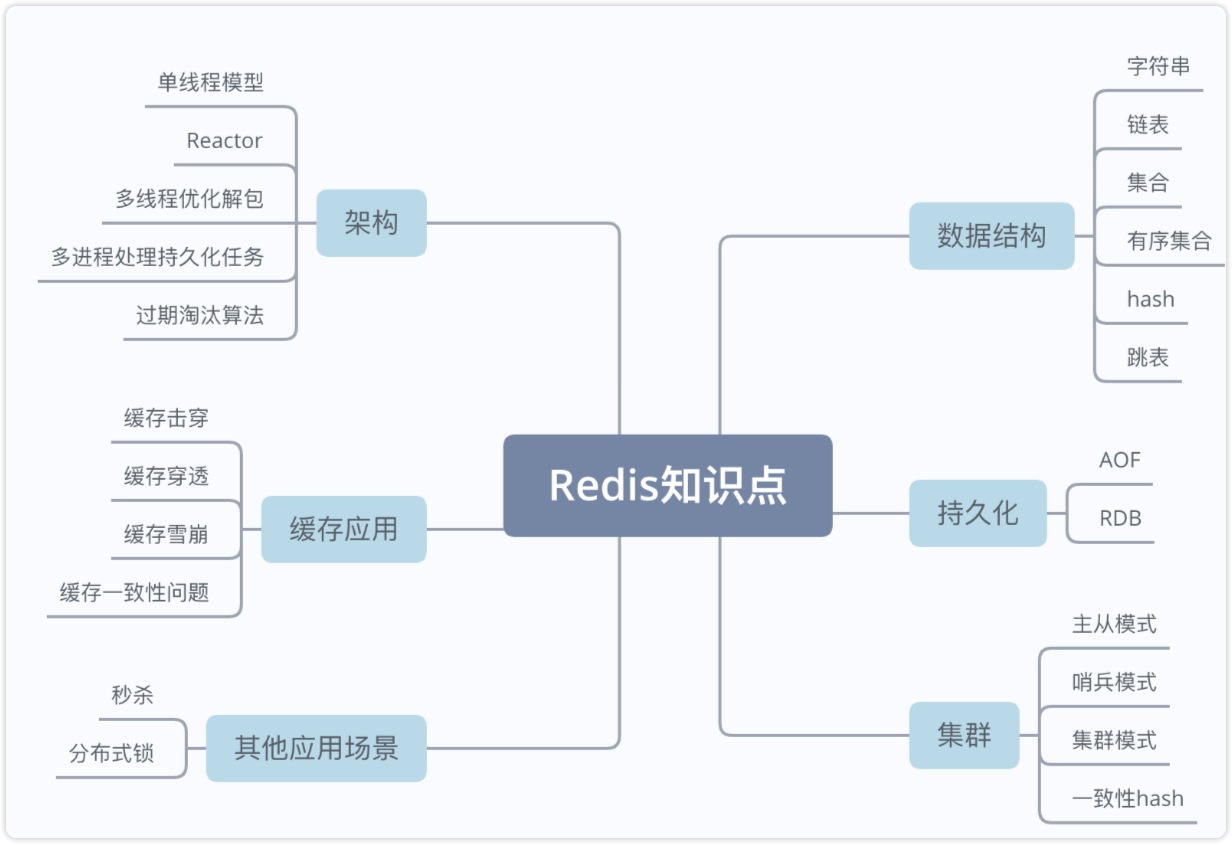 Redis知识点
架构
单线程模型
Reactor
多线程优化解包
多进程处理持久化任务
过期淘汰算法
缓存应用
缓存击穿
缓存穿透
缓存雪崩
缓存一致性问题
其他应用场景
秒杀
分布式锁
数据结构
字符串
链表
集合
有序集合
hash
跳表
持久化
AOF
RDB
集群
主从模式
哨兵模式
集群模式
一致性hash